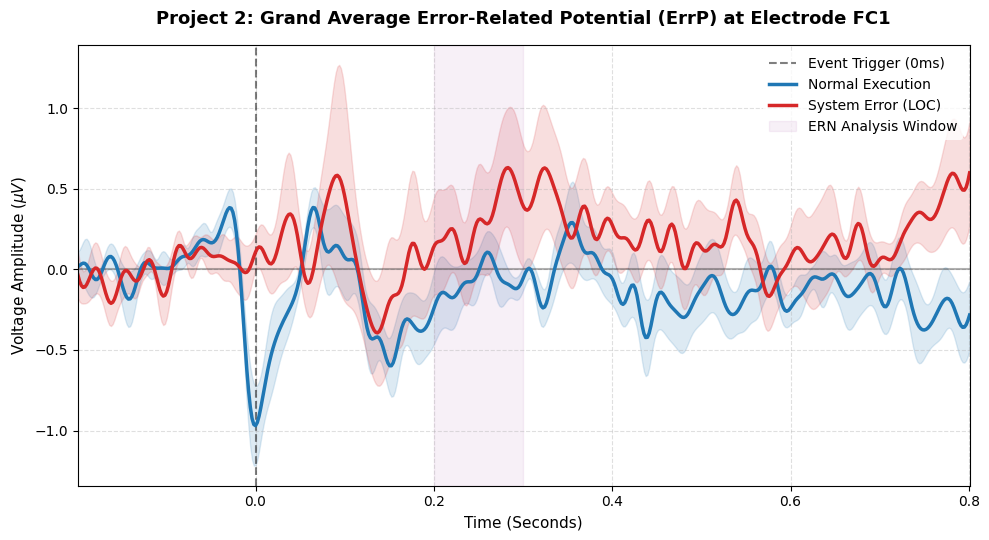 Project 2: Grand Average Error-Related Potential (ErrP) at Electrode FC1
Event Trigger (0ms)
Normal Execution
System Error (LOC)
ERN Analysis Window
Voltage Amplitude (μV)
1.0
0.5
0.0
−0.5
−1.0
0.0 0.2 0.4 0.6 0.8
Time (Seconds)